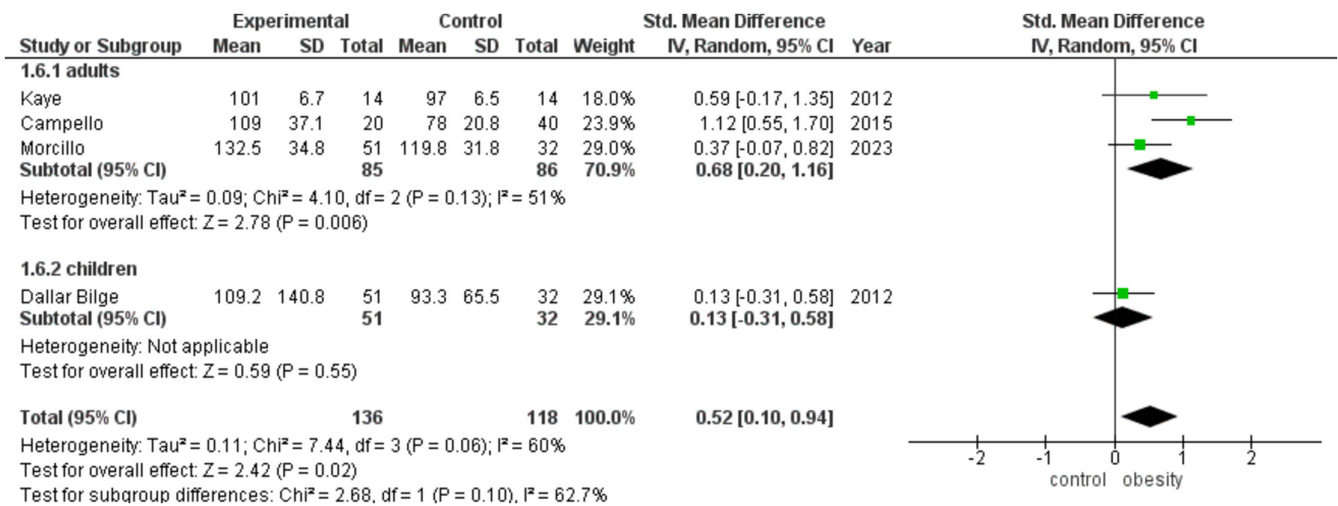 Experimental Control Std. Mean Difference Std. Mean Difference
Study or Subgroup Mean SD Total Mean SD Total Weight IV, Random, 95% CI Year IV, Random, 95% CI
1.6.1 adults
Kaye 101 6.7 14 97 6.5 14 18.0% 0.59 [-0.17, 1.35] 2012
Campello 109 37.1 20 78 20.8 40 23.9% 1.12 [0.55, 1.70] 2015
Morcillo 132.5 34.8 51 119.8 31.8 32 29.0% 0.37 [-0.07, 0.82] 2023
Subtotal (95% CI) 85 86 70.9% 0.68 [0.20, 1.16]
Heterogeneity: Tau² = 0.09; Chi² = 4.10, df = 2 (P = 0.13); I² = 51%
Test for overall effect: Z = 2.78 (P = 0.006)
1.6.2 children
Dallar Bilge 109.2 140.8 51 93.3 65.5 32 29.1% 0.13 [-0.31, 0.58] 2012
Subtotal (95% CI) 51 32 29.1% 0.13 [-0.31, 0.58]
Heterogeneity: Not applicable
Test for overall effect: Z = 0.59 (P = 0.55)
Total (95% CI) 136 118 100.0% 0.52 [0.10, 0.94]
Heterogeneity: Tau² = 0.11; Chi² = 7.44, df = 3 (P = 0.06); I² = 60%
Test for overall effect: Z = 2.42 (P = 0.02)
Test for subgroup differences: Chi² = 2.68, df = 1 (P = 0.10), I² = 62.7%
-2 -1 0 1 2
control obesity